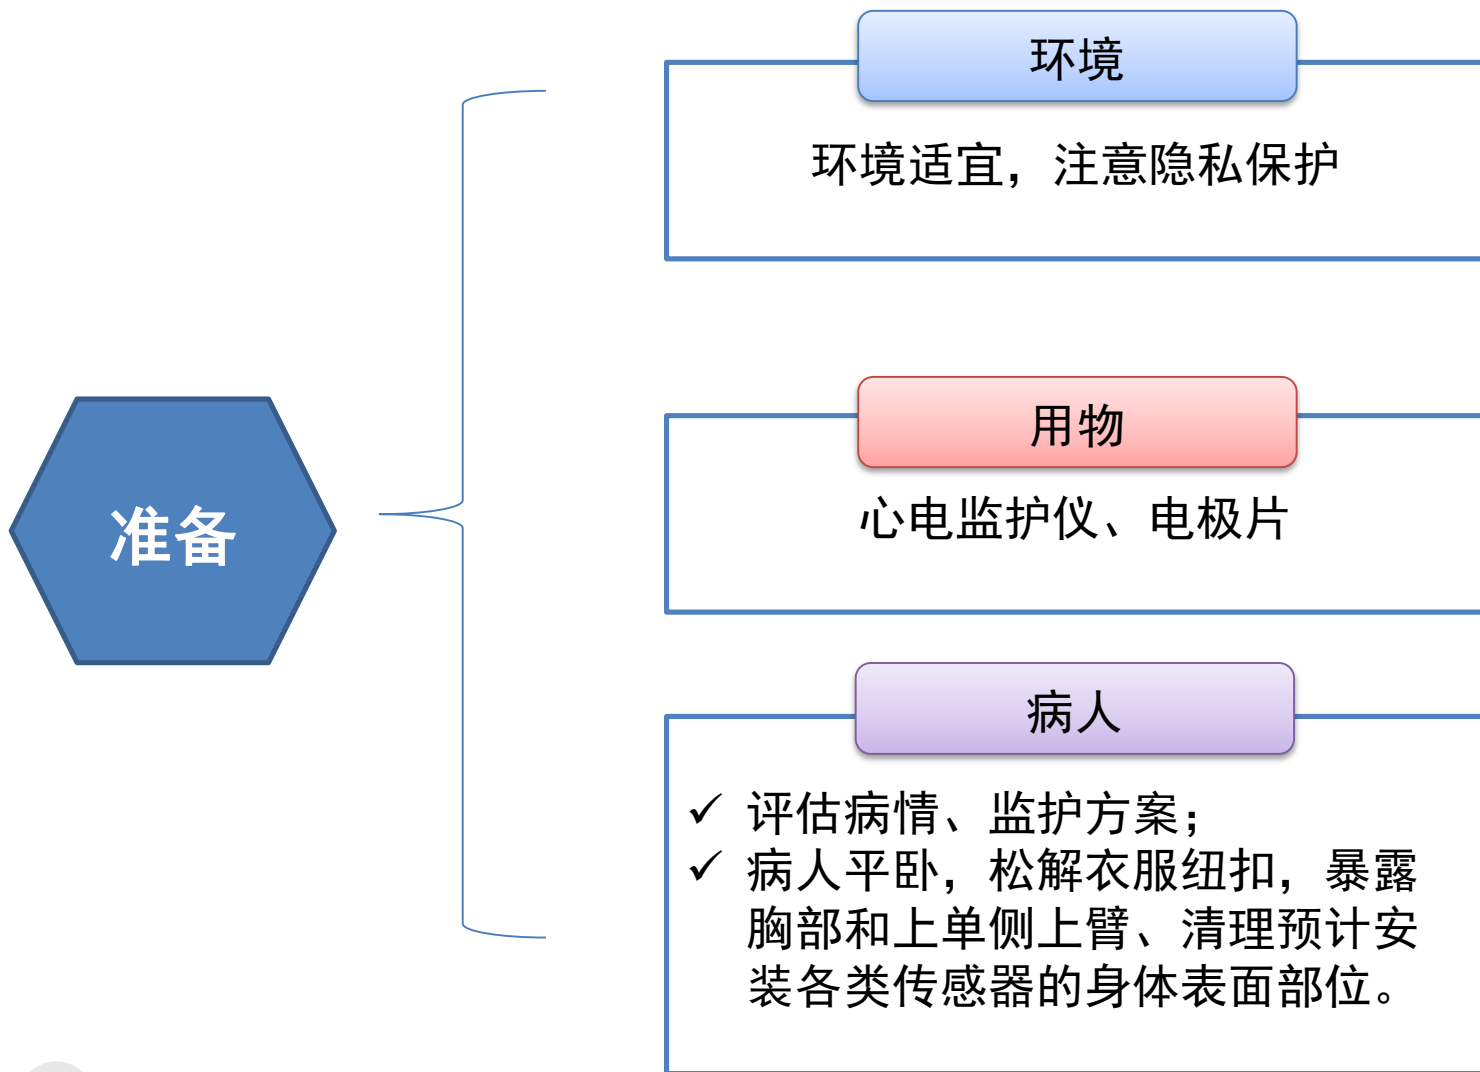 环境
环境适宜，注意隐私保护
用物
心电监护仪、电极片
准备
病人
✓ 评估病情、监护方案；
✓ 病人平卧，松解衣服纽扣，暴露
胸部和上单侧上臂、清理预计安
装各类传感器的身体表面部位。